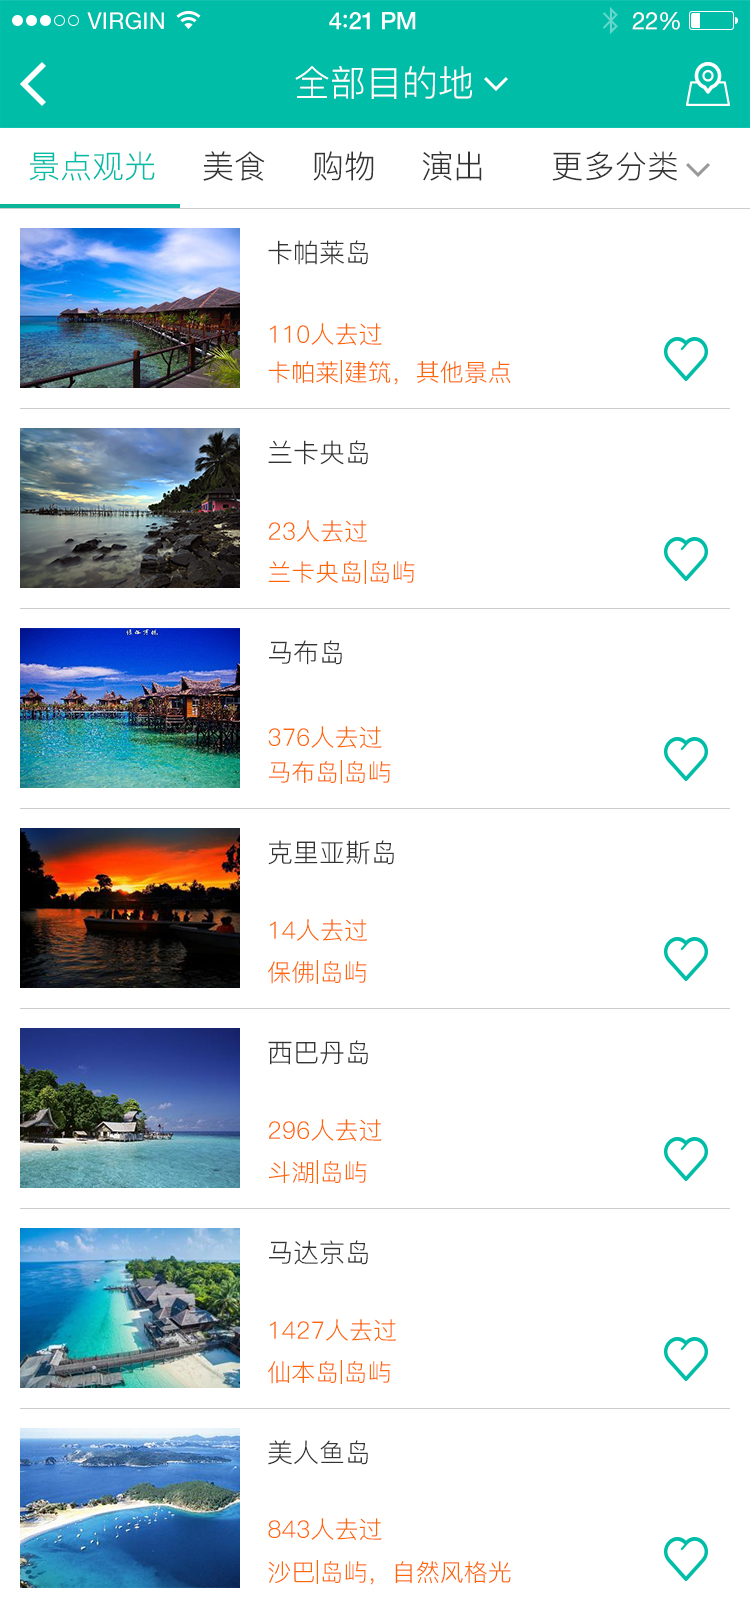 VIRGIN 4:21 PM 22%
全部目的地
景点观光 美食 购物 演出 更多分类
卡帕莱岛
110人去过
卡帕莱|建筑，其他景点
兰卡央岛
23人去过
兰卡央岛|岛屿
马布岛
376人去过
马布岛|岛屿
克里亚斯岛
14人去过
保佛|岛屿
西巴丹岛
296人去过
斗湖|岛屿
马达京岛
1427人去过
仙本岛|岛屿
美人鱼岛
843人去过
沙巴|岛屿，自然风格光